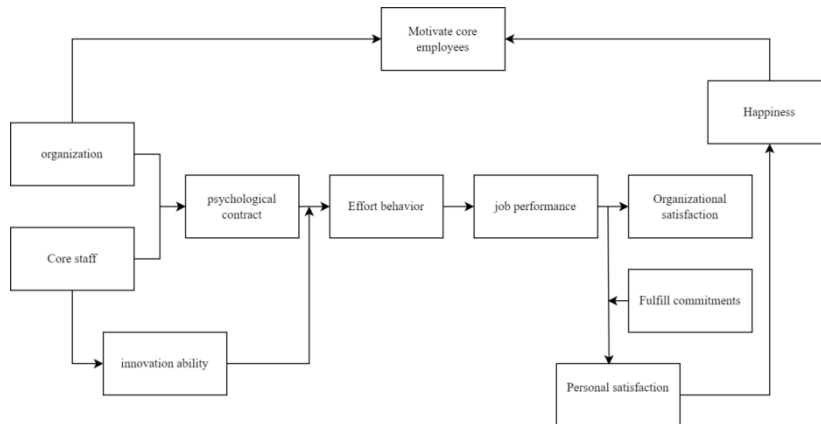 Motivate core
employees
Happiness
organization
psychological
contract
Effort behavior
job performance
Organizational
satisfaction
Core staff
Fulfill commitments
innovation ability
Personal satisfaction